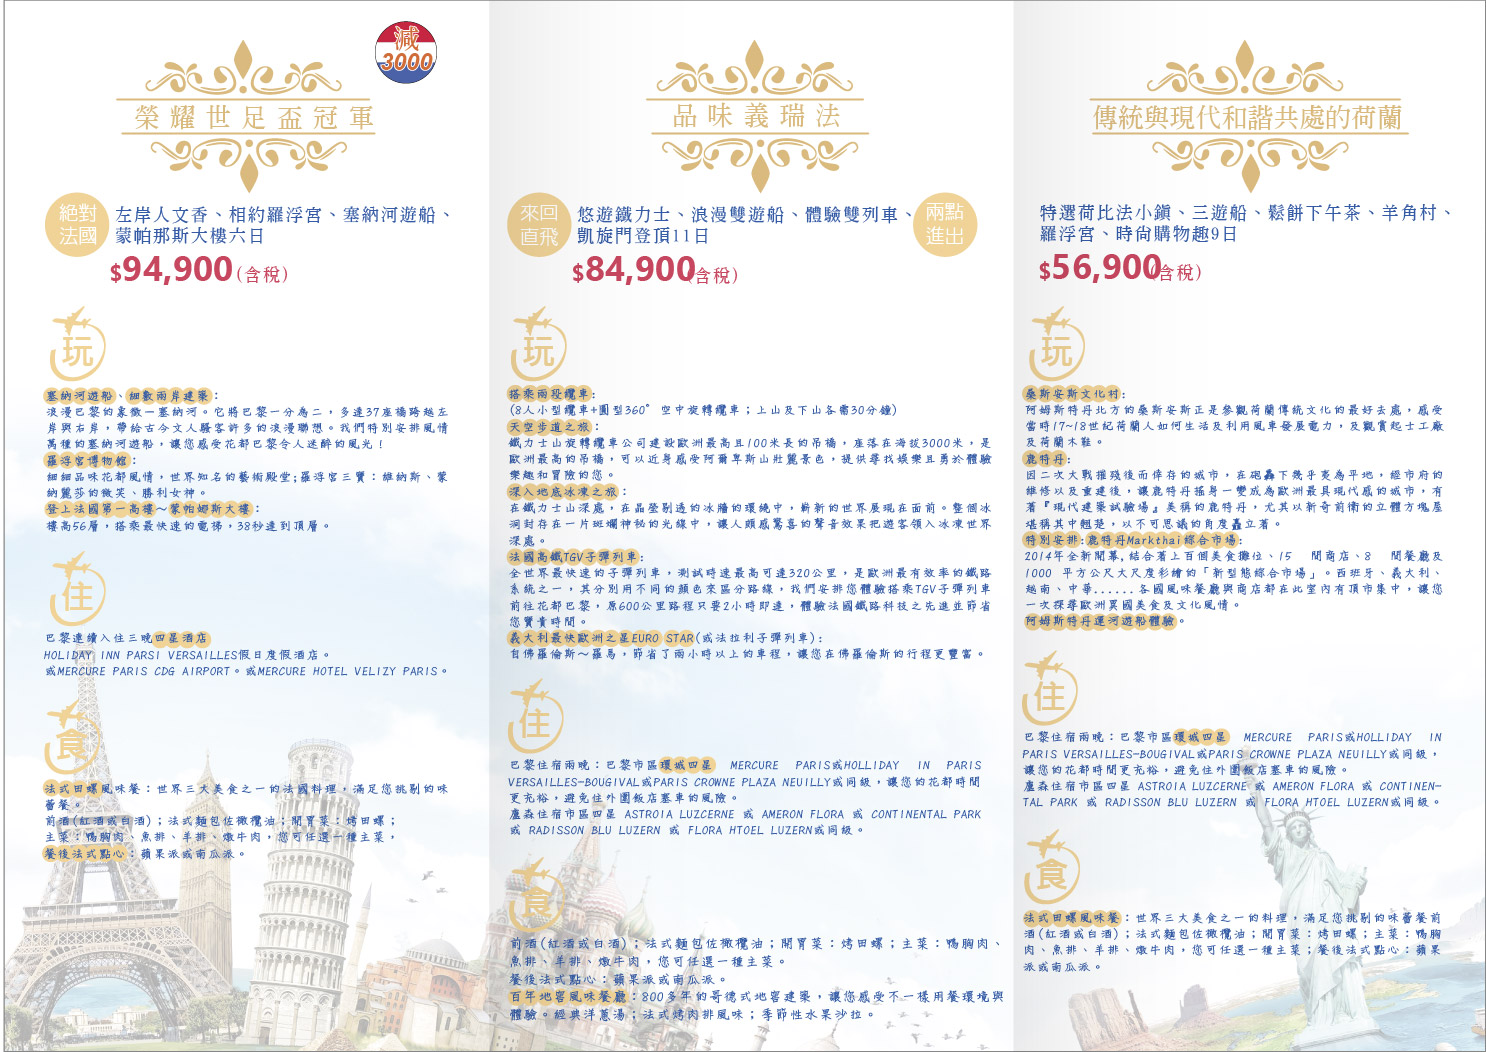 減
3000
榮耀世足盃冠軍
絕對
法國
左岸人文香、相約羅浮宮、塞納河遊船、
蒙帕那斯大樓六日
$94,900(含稅)
玩
塞納河遊船、細數兩岸建築:
浪漫巴黎的象徵—塞納河。它將巴黎一分為二，多達37座橋跨越左
岸與右岸，帶給古今文人騷客許多的浪漫聯想。我們特別安排風情
萬種的塞納河遊船，讓您感受花都巴黎令人迷醉的風光!
羅浮宮博物館:
細細品味花都風情，世界知名的藝術殿堂;羅浮宮三寶：維納斯、蒙
納麗莎的微笑、勝利女神。
登上法國第一高樓～蒙帕娜斯大樓:
樓高56層，搭乘最快速的電梯，38秒達到頂層。
住
巴黎連續入住三晚四星酒店
HOLIDAY INN PARSI VERSAILLES假日度假酒店。
或MERCURE PARIS CDG AIRPORT。或MERCURE HOTEL VELIZY PARIS。
食
法式田螺風味餐：世界三大美食之一的法國料理，滿足您挑剔的味
蕾餐。
前酒(紅酒或白酒)；法式麵包佐橄欖油；開胃菜：烤田螺；
主菜：鴨胸肉、魚排、羊排、燉牛肉，您可任選一種主菜，
餐後法式點心：蘋果派或南瓜派。
品味義瑞法
來回
直飛
悠遊鐵力士、浪漫雙遊船、體驗雙列車、
凱旋門登頂11日
兩點
進出
$84,900(含稅)
玩
搭乘兩段纜車:
(8人小型纜車+圓型360°空中旋轉纜車；上山及下山各需30分鐘)
天空步道之旅:
鐵力士山旋轉纜車公司建設歐洲最高且100米長的吊橋，座落在海拔3000米，是
歐洲最高的吊橋，可以近身感受阿爾卑斯山壯麗景色，提供尋找娛樂且勇於體驗
樂趣和冒險的您。
深入地底冰凍之旅:
在鐵力士山深處，在晶瑩剔透的冰牆的環繞中，嶄新的世界展現在面前。整個冰
洞封存在一片斑斕神秘的光線中，讓人頗感驚喜的聲音效果把遊客領入冰凍世界
深處。
法國高鐵TGV子彈列車:
全世界最快速的子彈列車，測試時速最高可達320公里，是歐洲最有效率的鐵路
系統之一，其分別用不同的顏色來區分路線，我們安排您體驗搭乘TGV子彈列車
前往花都巴黎，原600公里路程只要2小時即達，體驗法國鐵路科技之先進並節省
您寶貴時間。
義大利最快歐洲之星EURO STAR(或法拉利子彈列車):
自佛羅倫斯～羅馬，節省了兩小時以上的車程，讓您在佛羅倫斯的行程更豐富。
住
巴黎住宿兩晚：巴黎市區環城四星 MERCURE PARIS或HOLLIDAY IN PARIS
VERSAILLES-BOUGIVAL或PARIS CROWNE PLAZA NEUILLY或同級，讓您的花都時間
更充裕，避免住外圍飯店塞車的風險。
盧森住宿市區四星 ASTROIA LUZCERNE 或 AMERON FLORA 或 CONTINENTAL PARK
或 RADISSON BLU LUZERN 或 FLORA HTOEL LUZERN或同級。
食
前酒(紅酒或白酒)；法式麵包佐橄欖油；開胃菜：烤田螺；主菜：鴨胸肉、
魚排、羊排、燉牛肉，您可任選一種主菜。
餐後法式點心：蘋果派或南瓜派。
百年地窖風味餐廳：800多年的哥德式地窖建築，讓您感受不一樣用餐環境與
體驗。經典洋蔥湯；法式烤肉排風味；季節性水果沙拉。
傳統與現代和諧共處的荷蘭
特選荷比法小鎮、三遊船、鬆餅下午茶、羊角村、
羅浮宮、時尚購物趣9日
$56,900(含稅)
玩
桑斯安斯文化村:
阿姆斯特丹北方的桑斯安斯正是參觀荷蘭傳統文化的最好去處，感受
當時17~18世紀荷蘭人如何生活及利用風車發展電力，及觀賞起士工廠
及荷蘭木鞋。
鹿特丹:
因二次大戰摧殘後而倖存的城市，在砲轟下幾乎夷為平地，經市府的
維修以及重建後，讓鹿特丹搖身一變成為歐洲最具現代感的城市，有
著『現代建築試驗場』美稱的鹿特丹，尤其以新奇前衛的立體方塊屋
堪稱其中翹楚，以不可思議的角度矗立著。
特別安排:鹿特丹Markthal綜合市場:
2014年全新開幕,結合著上百個美食攤位、15 間商店、8 間餐廳及
1000 平方公尺大尺度彩繪的「新型態綜合市場」。西班牙、義大利、
越南、中華......各國風味餐廳與商店都在此室內有頂市集中，讓您
一次探尋歐洲異國美食及文化風情。
阿姆斯特丹運河遊船體驗。
住
巴黎住宿兩晚：巴黎市區環城四星 MERCURE PARIS或HOLLIDAY IN
PARIS VERSAILLES-BOUGIVAL或PARIS CROWNE PLAZA NEUILLY或同級，
讓您的花都時間更充裕，避免住外圍飯店塞車的風險。
盧森住宿市區四星 ASTROIA LUZCERNE 或 AMERON FLORA 或 CONTINEN-
TAL PARK 或 RADISSON BLU LUZERN 或 FLORA HTOEL LUZERN或同級。
食
法式田螺風味餐：世界三大美食之一的料理，滿足您挑剔的味蕾餐前
酒(紅酒或白酒)；法式麵包佐橄欖油；開胃菜：烤田螺；主菜：鴨胸
肉、魚排、羊排、燉牛肉，您可任選一種主菜；餐後法式點心：蘋果
派或南瓜派。